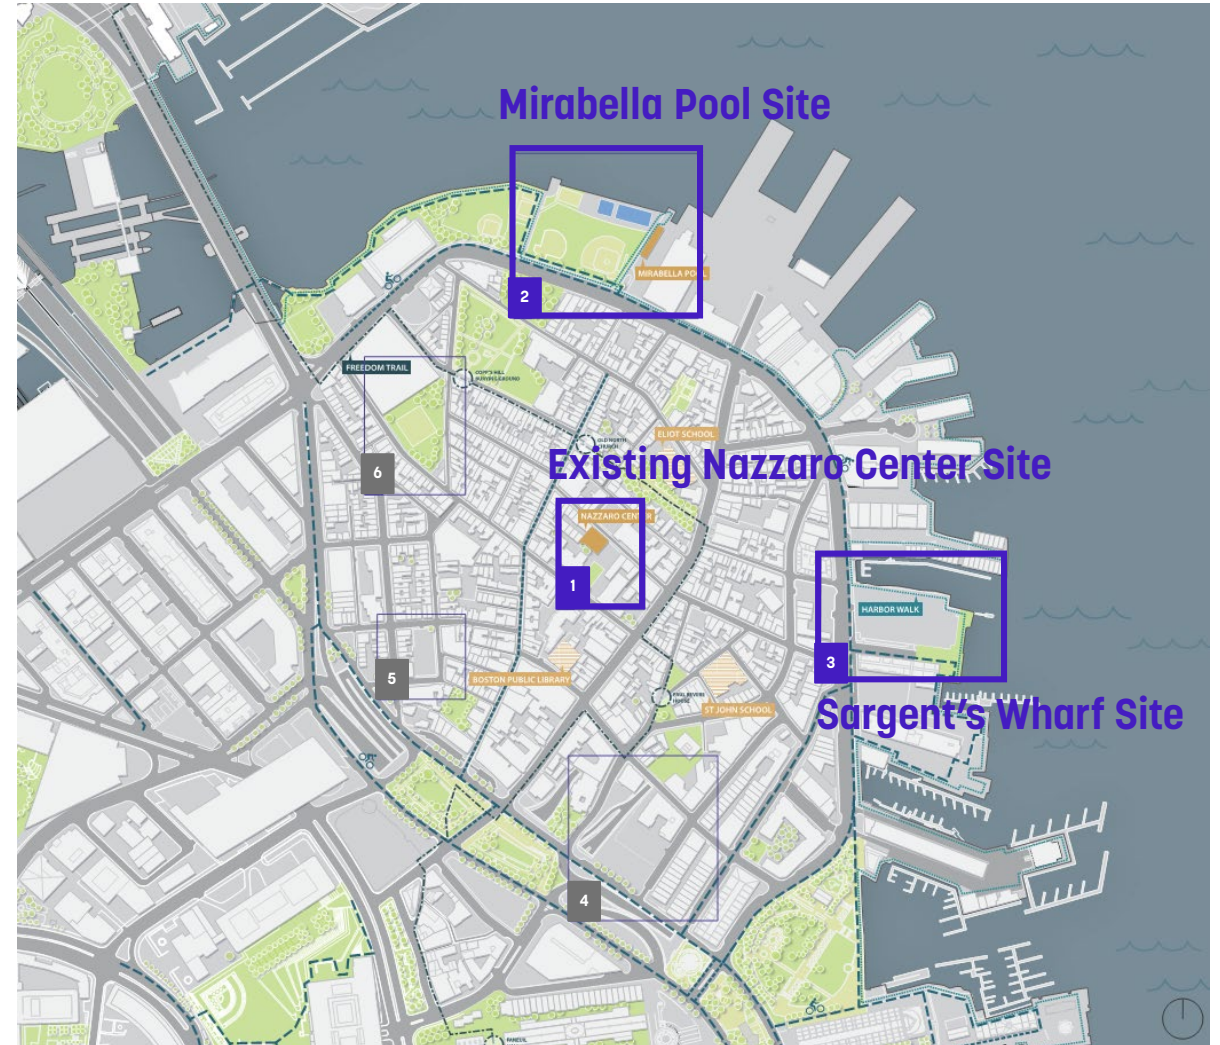 Mirabella Pool Site
MIRABELLA POOL
2
FREEDOM TRAIL
COPP'S HILL
BURYING GROUND
OLD NORTH
CHURCH
ELIOT SCHOOL
Existing Nazzaro Center Site
6
NAZZARO CENTER
1
HARBOR WALK
3
5
BOSTON PUBLIC LIBRARY
PAUL REVERE
HOUSE
ST JOHN SCHOOL
Sargent's Wharf Site
4